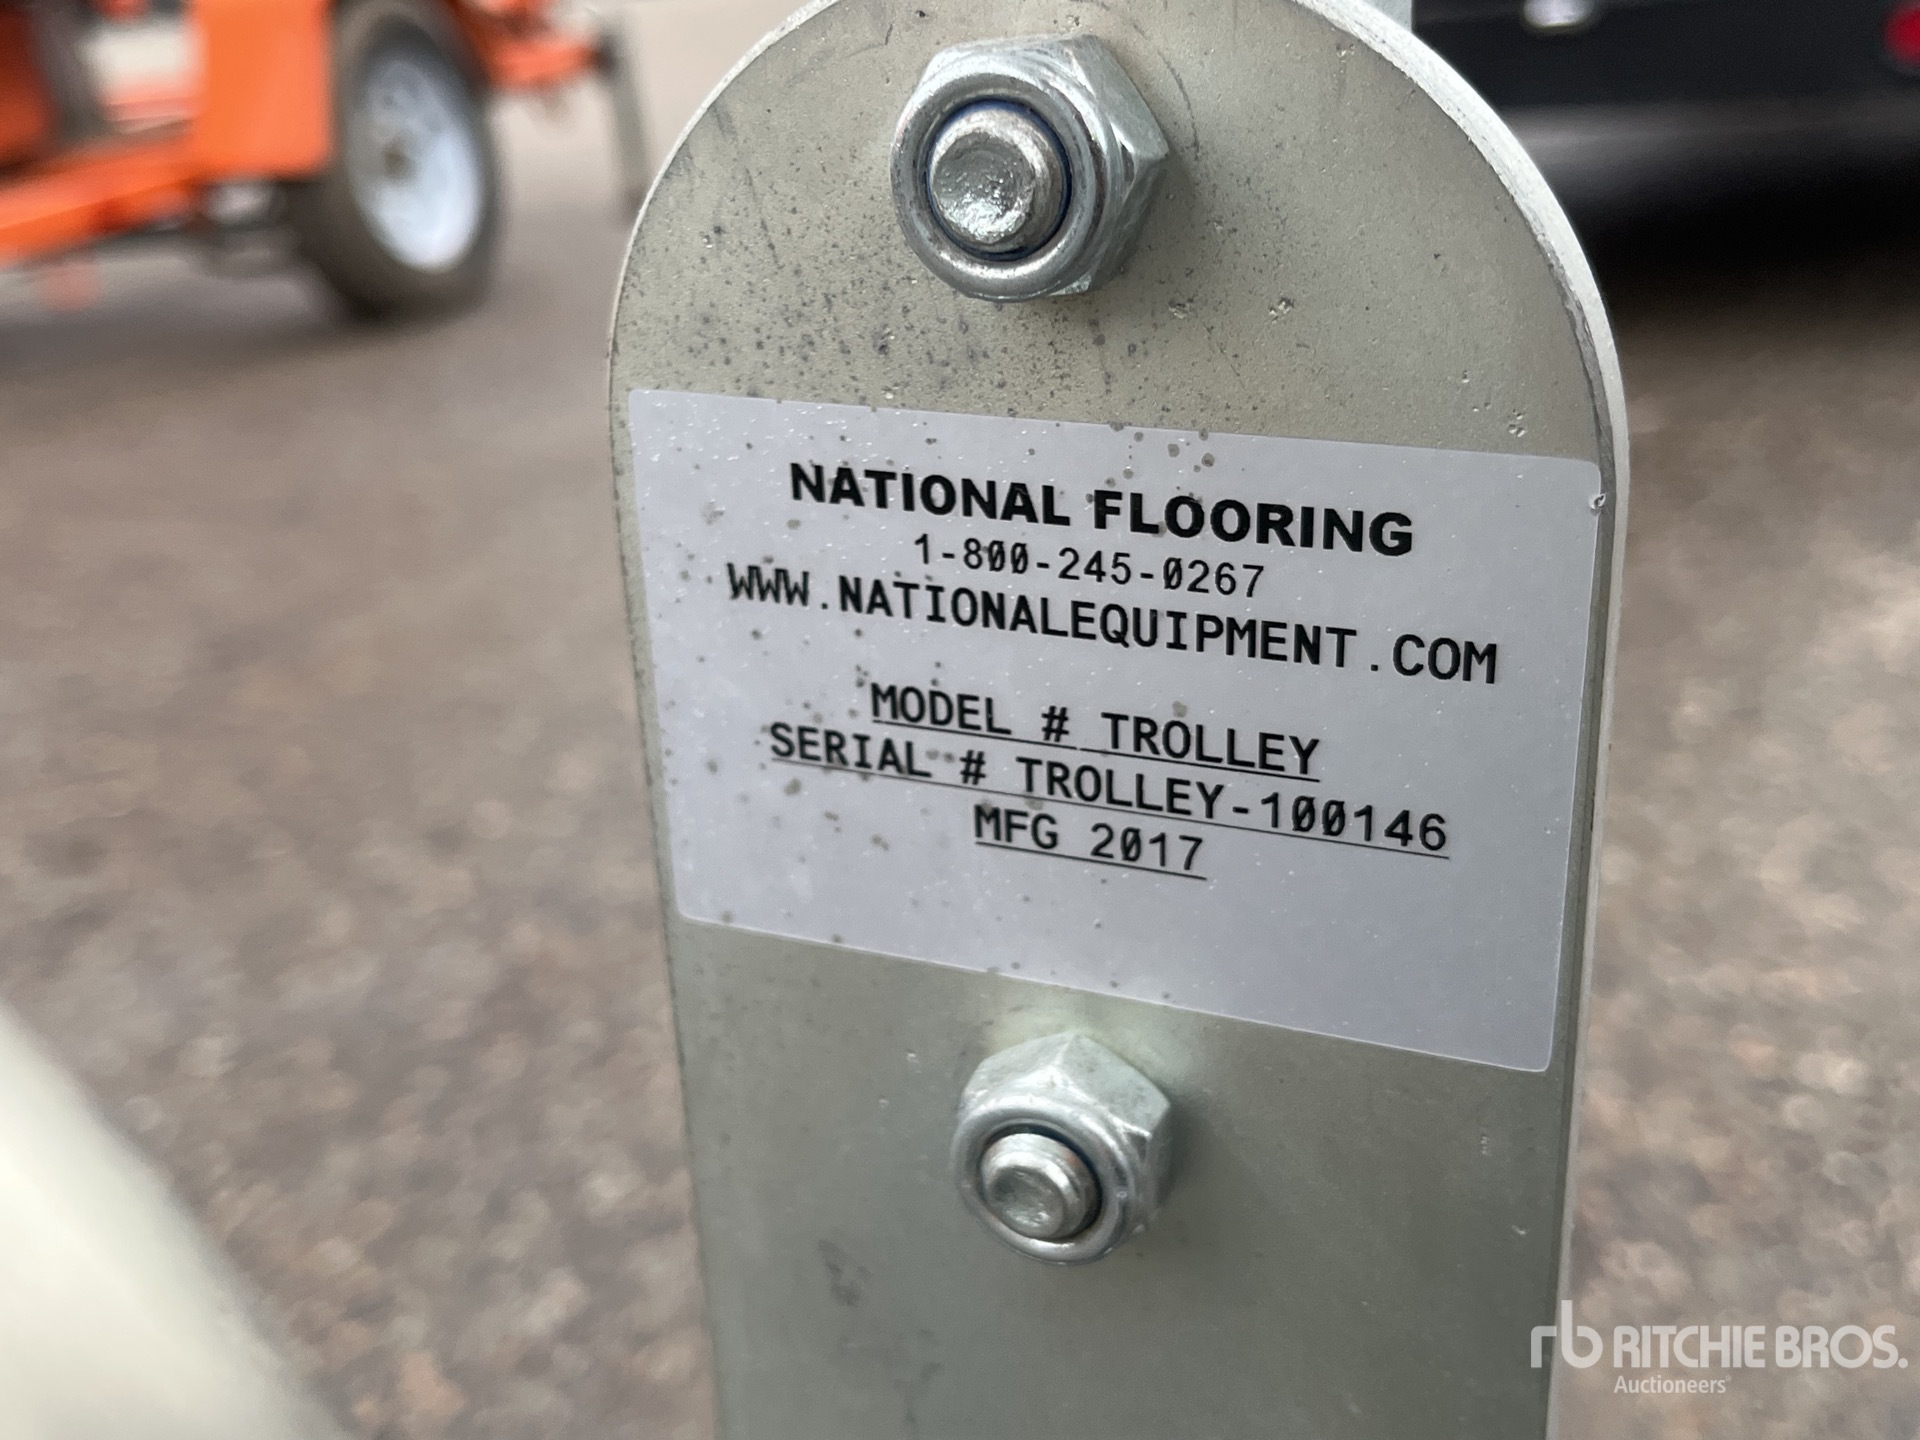 NATIONAL FLOORING
1-800-245-0267
WWW.NATIONALEQUIPMENT.COM
MODEL # TROLLEY
SERIAL # TROLLEY-100146
MFG 2017
rb RITCHIE BROS.
Auctioneers